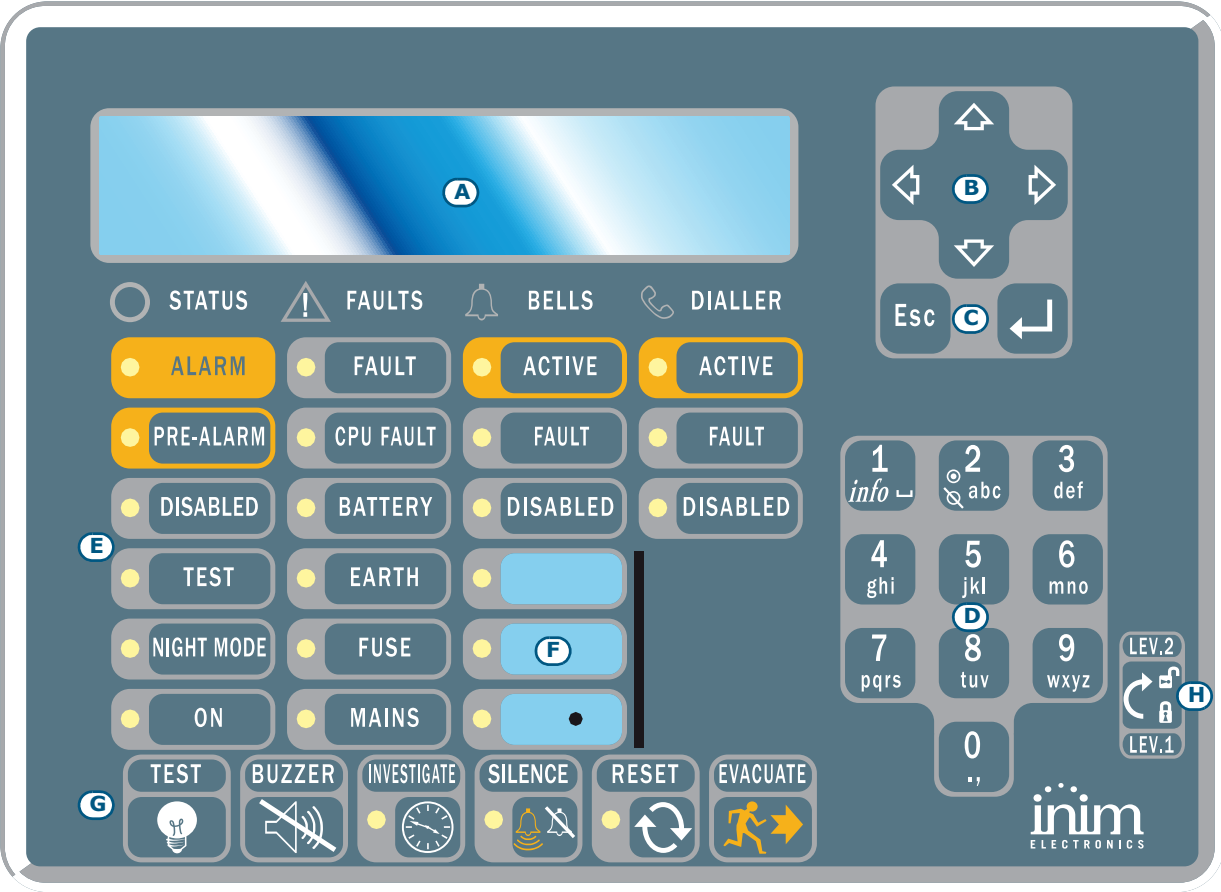 A
B
STATUS FAULTS BELLS DIALLER
Esc C
ALARM FAULT ACTIVE ACTIVE
PRE-ALARM CPU FAULT FAULT FAULT
DISABLED BATTERY DISABLED DISABLED
E
TEST EARTH
NIGHT MODE FUSE F
ON MAINS
1 2 3
info abc def
4 5 6
ghi jkl mno
D
7 8 9
pqrs tuv wxyz
0
.,
LEV.2
H
LEV.1
TEST BUZZER INVESTIGATE SILENCE RESET EVACUATE
G
inim
ELECTRONICS